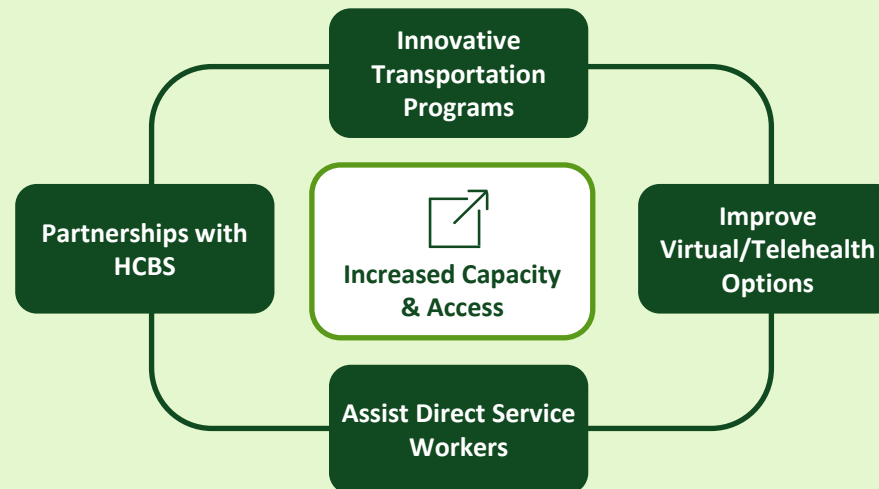 Innovative
Transportation
Programs
Partnerships with
HCBS
Increased Capacity
& Access
Improve
Virtual/Telehealth
Options
Assist Direct Service
Workers